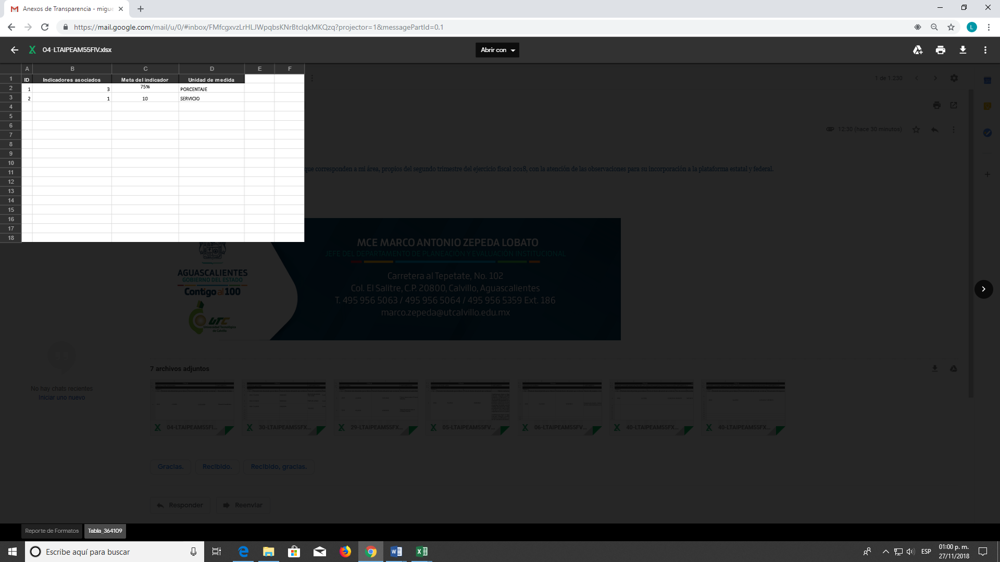 Anexos de Transparencia - migue
https://mail.google.com/mail/u/0/#inbox/FMfcgxvzLrHLJWpqbsKNrBtclqkMKQzq?projector=1&messagePartId=0.1
L
04-LTAIPEAM55FIV.xlsx
Abrir con
A B C D E F
1 ID Indicadores asociados Meta del indicador Unidad de medida
2 1 3 75% PORCENTAJE
3 2 1 10 SERVICIO
4
5
6
7
8
9
10
11
12
13
14
15
16
17
18
1 de 1.230
12:30 (hace 30 minutos)
que corresponden a mi área, propios del segundo trimestre del ejercicio fiscal 2018, con la atención de las observaciones para su incorporación a la plataforma estatal y federal.
AGUASCALIENTES
GOBIERNO DEL ESTADO
Contigo al 100
UTC
Universidad Tecnológica
de Calvillo
MCE MARCO ANTONIO ZEPEDA LOBATO
JEFE DEL DEPARTAMENTO DE PLANEACIÓN Y EVALUACIÓN INSTITUCIONAL
Carretera al Tepetate, No. 102
Col. El Salitre, C.P. 20800, Calvillo, Aguascalientes
T. 495 956 5063 / 495 956 5064 / 495 956 5359 Ext. 186
marco.zepeda@utcalvillo.edu.mx
No hay chats recientes
Iniciar uno nuevo
7 archivos adjuntos
04-LTAIPEAM55FI...
30-LTAIPEAM55FX...
29-LTAIPEAM55FX...
05-LTAIPEAM55FV...
06-LTAIPEAM55FV...
40-LTAIPEAM55FX...
40-LTAIPEAM55FX...
Gracias.
Recibido.
Recibido, gracias.
Responder
Reenviar
Reporte de Formatos
Tabla_364109
Escribe aquí para buscar
ESP
01:00 p. m.
27/11/2018